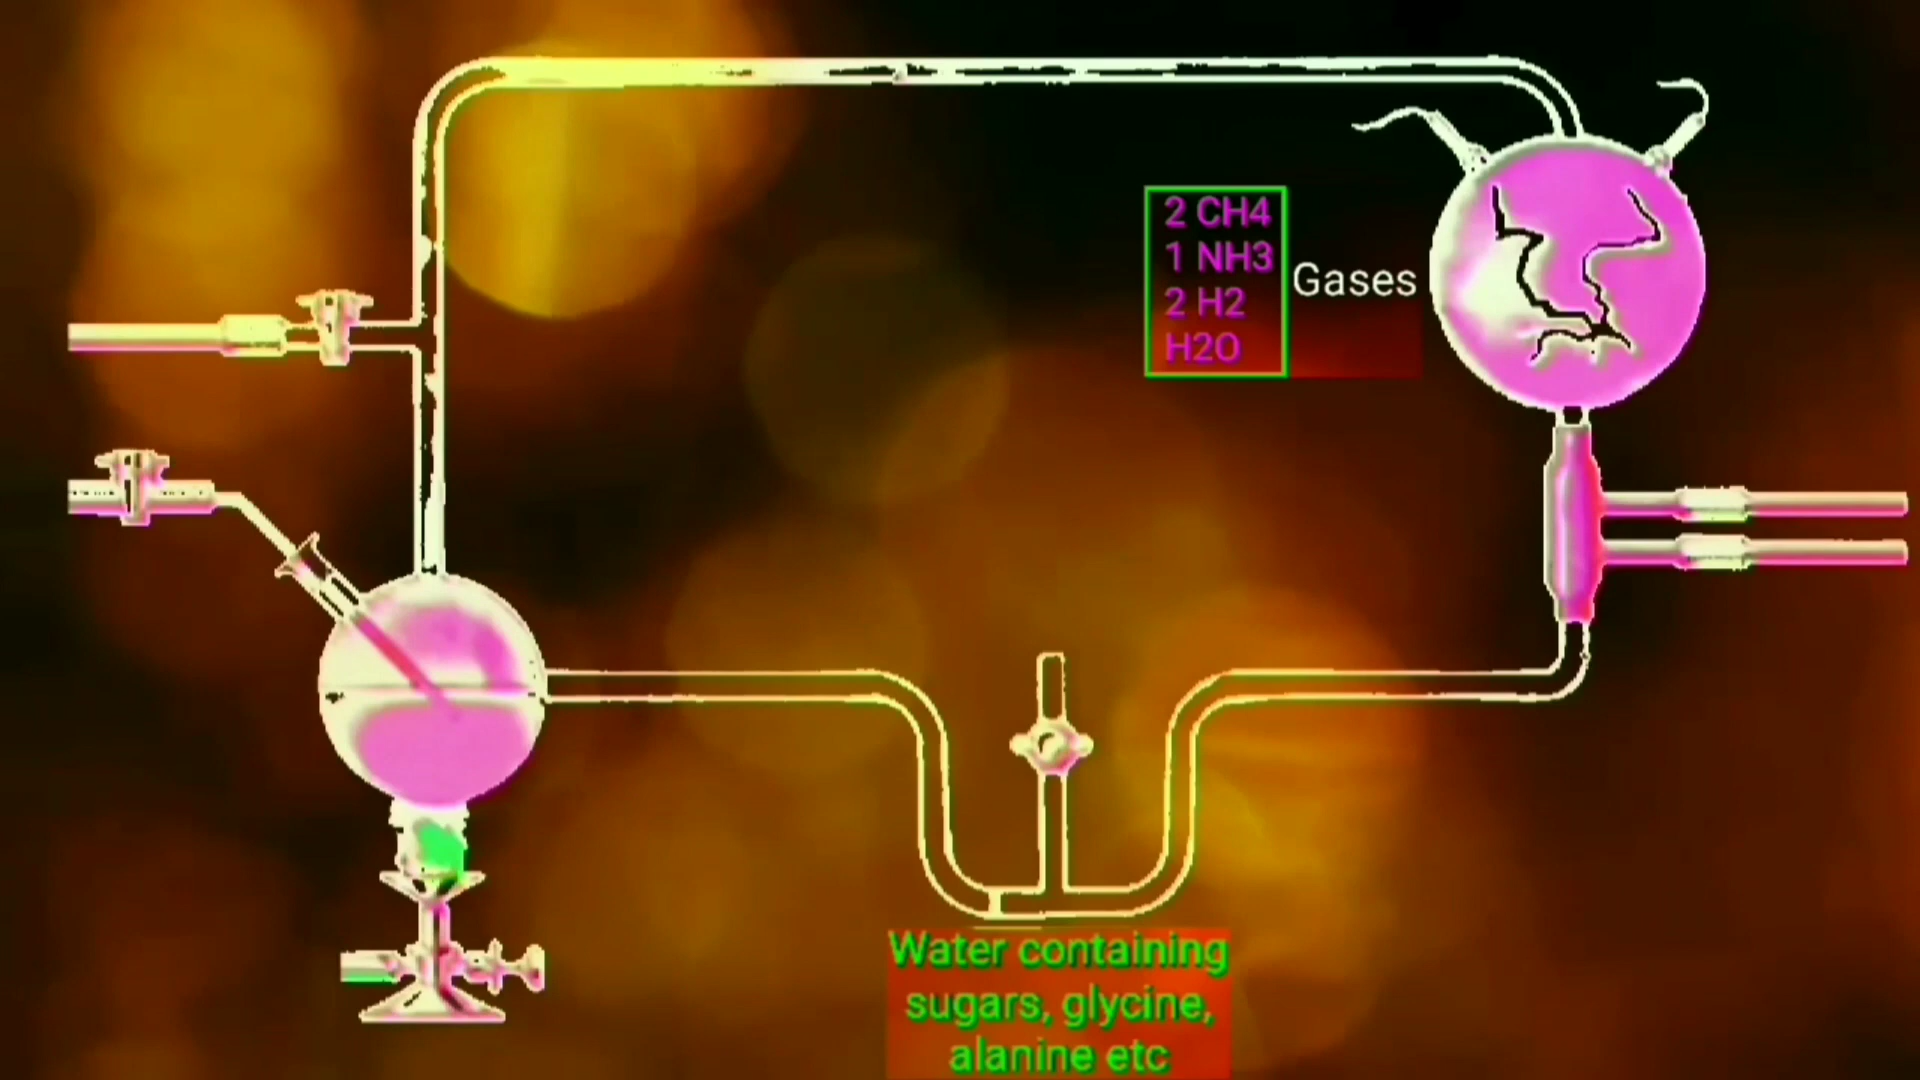 2 CH4
1 NH3
2 H2
H2O
Gases
Water containing
sugars, glycine,
alanine etc